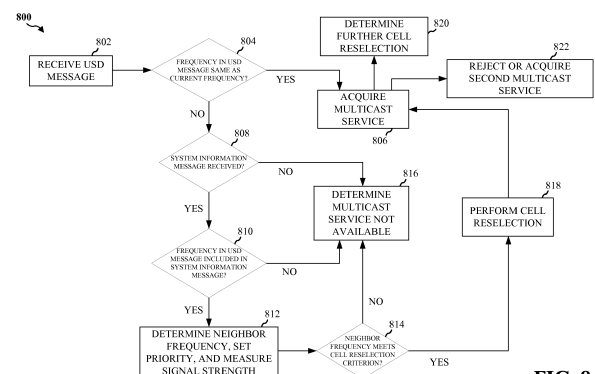 800
802
RECEIVE USD
MESSAGE
804
FREQUENCY IN USD
MESSAGE SAME AS
CURRENT FREQUENCY?
YES
NO
820
DETERMINE
FURTHER CELL
RESELECTION
822
REJECT OR ACQUIRE
SECOND MULTICAST
SERVICE
ACQUIRE
MULTICAST
SERVICE
806
808
SYSTEM INFORMATION
MESSAGE RECEIVED?
NO
YES
816
DETERMINE
MULTICAST
SERVICE NOT
AVAILABLE
818
PERFORM CELL
RESELECTION
810
FREQUENCY IN USD
MESSAGE INCLUDED IN
SYSTEM INFORMATION
MESSAGE?
NO
YES
812
DETERMINE NEIGHBOR
FREQUENCY, SET
PRIORITY, AND MEASURE
SIGNAL STRENGTH
NO
814
NEIGHBOR
FREQUENCY MEETS
CELL RESELECTION
CRITERION?
YES
FIG. 8